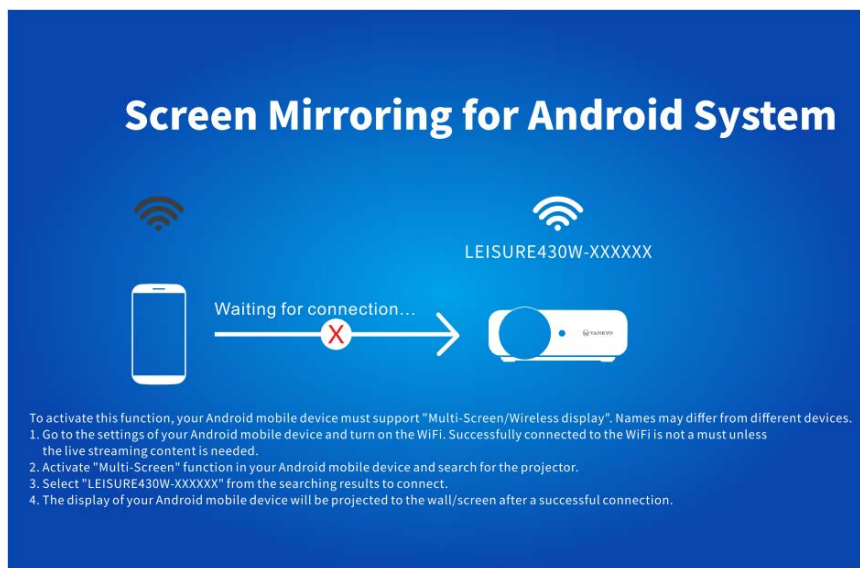 Screen Mirroring for Android System
LEISURE430W-XXXXXX
Waiting for connection...
X
VANKYO
To activate this function, your Android mobile device must support "Multi-Screen/Wireless display". Names may differ from different devices.
1. Go to the settings of your Android mobile device and turn on the WiFi. Successfully connected to the WiFi is not a must unless
the live streaming content is needed.
2. Activate "Multi-Screen" function in your Android mobile device and search for the projector.
3. Select "LEISURE430W-XXXXXX" from the searching results to connect.
4. The display of your Android mobile device will be projected to the wall/screen after a successful connection.